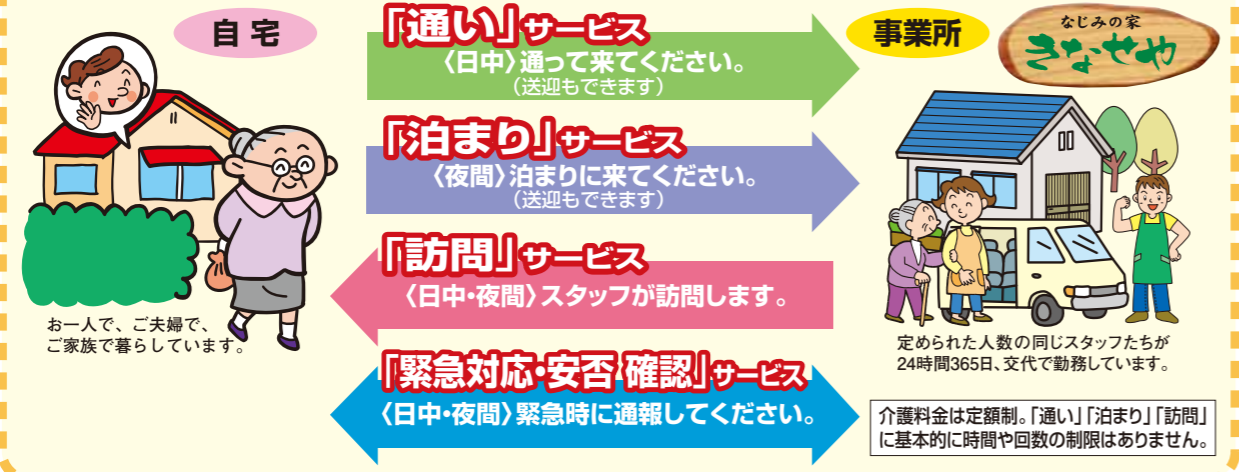 自宅
お一人で、ご夫婦で、
ご家族で暮らしています。
「通い」サービス
〈日中〉通って来てください。
（送迎もできます）
「泊まり」サービス
〈夜間〉泊まりに来てください。
（送迎もできます）
「訪問」サービス
〈日中・夜間〉スタッフが訪問します。
「緊急対応・安否 確認」サービス
〈日中・夜間〉緊急時に通報してください。
事業所
なじみの家
きなせや
定められた人数の同じスタッフたちが
24時間365日、交代で勤務しています。
介護料金は定額制。「通い」「泊まり」「訪問」
に基本的に時間や回数の制限はありません。